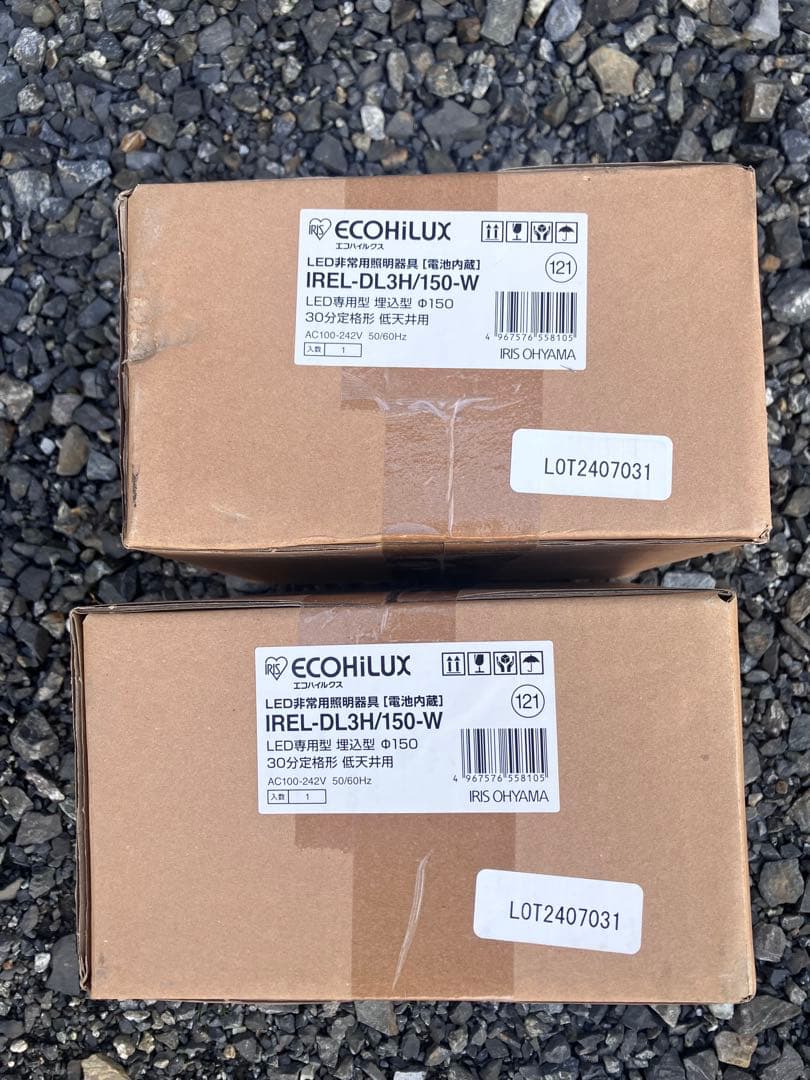 IRIS ECOHiLUX
エコハイルクス
LED非常用照明器具［電池内蔵］
121
IREL-DL3H/150-W
LED専用型 埋込型 Φ150
30分定格形 低天井用
AC100-242V 50/60Hz
入数 1
4 967576 558105
IRIS OHYAMA
LOT2407031
IRIS ECOHiLUX
エコハイルクス
LED非常用照明器具［電池内蔵］
121
IREL-DL3H/150-W
LED専用型 埋込型 Φ150
30分定格形 低天井用
AC100-242V 50/60Hz
入数 1
4 967576 558105
IRIS OHYAMA
LOT2407031